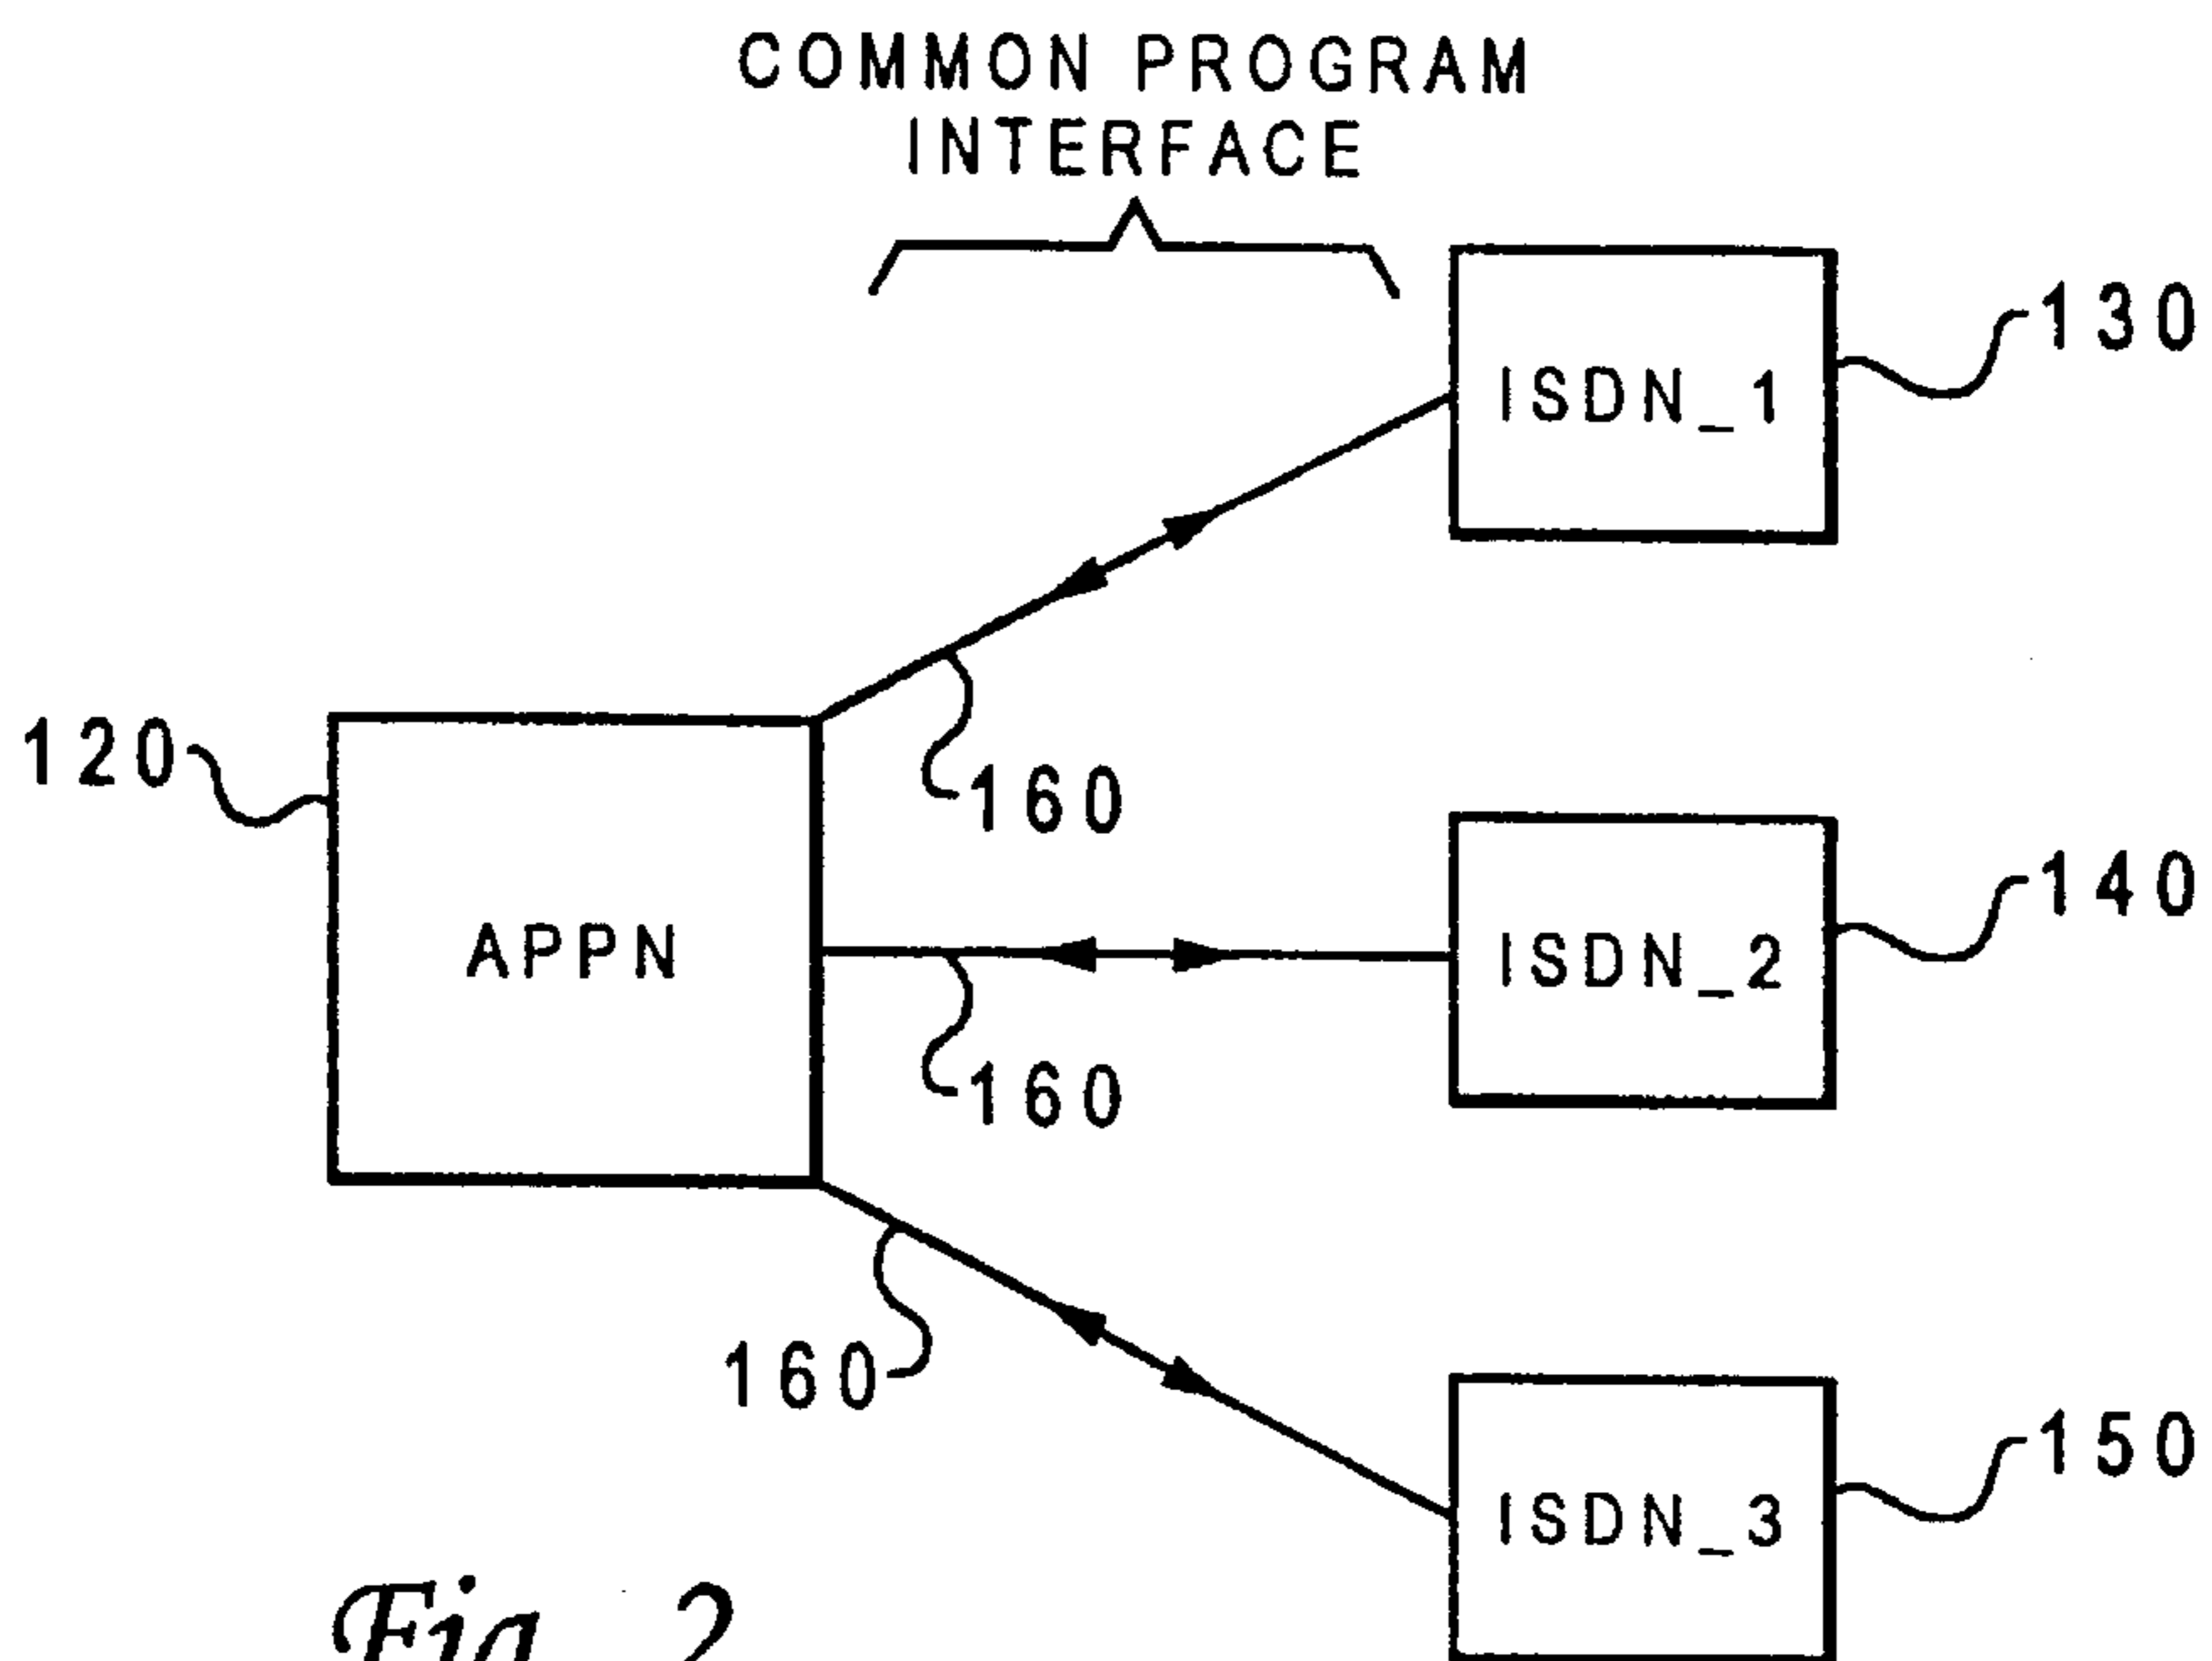 COMMON PROGRAM
INTERFACE
ISDN_1
130
120
160
APPN
ISDN_2
140
160
160
ISDN_3
150
Fig. 2